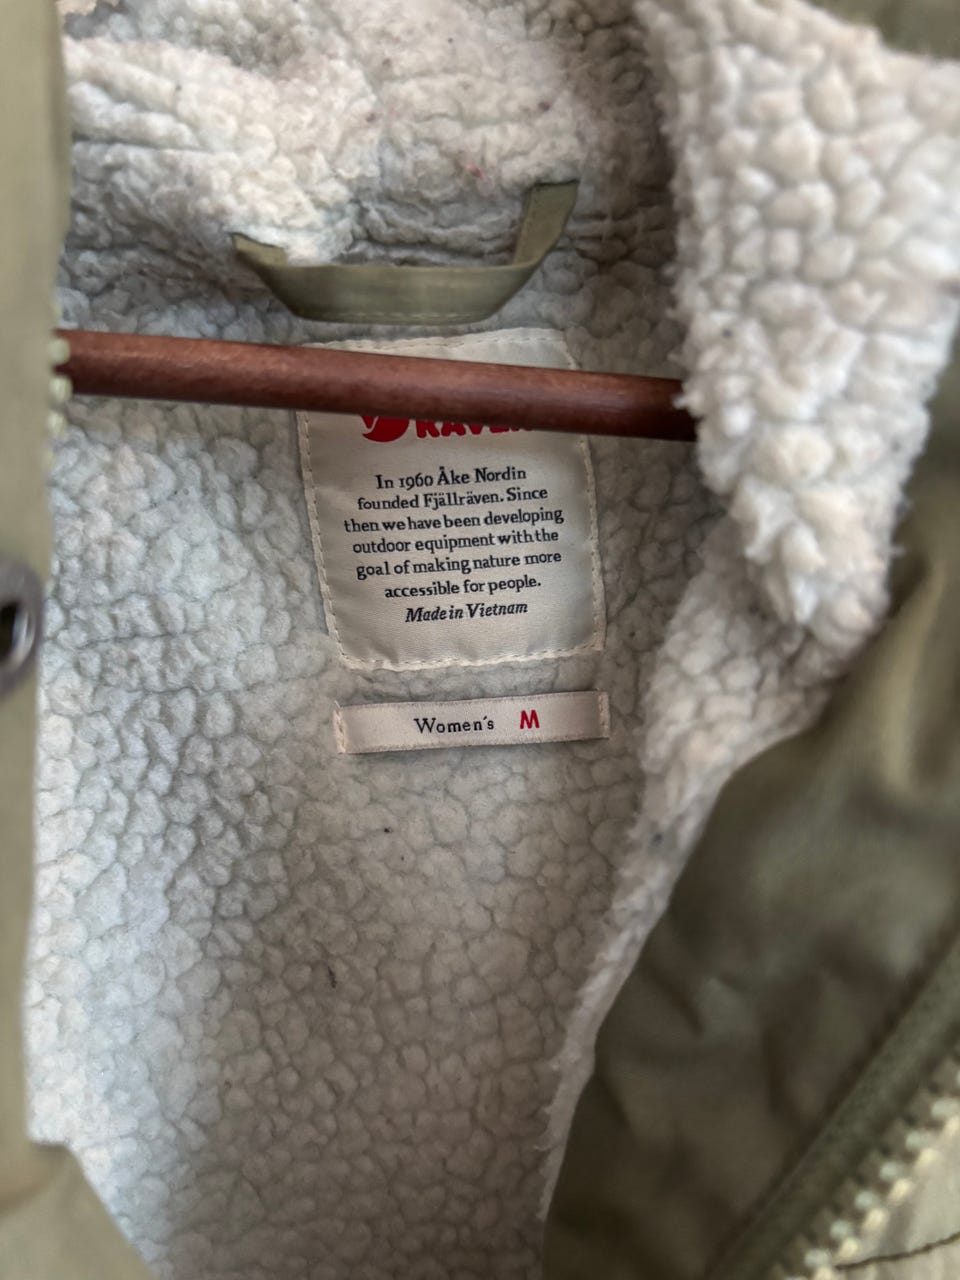 In 1960 Åke Nordin
founded Fjällräven. Since
then we have been developing
outdoor equipment with the
goal of making nature more
accessible for people.
Made in Vietnam
Women's M